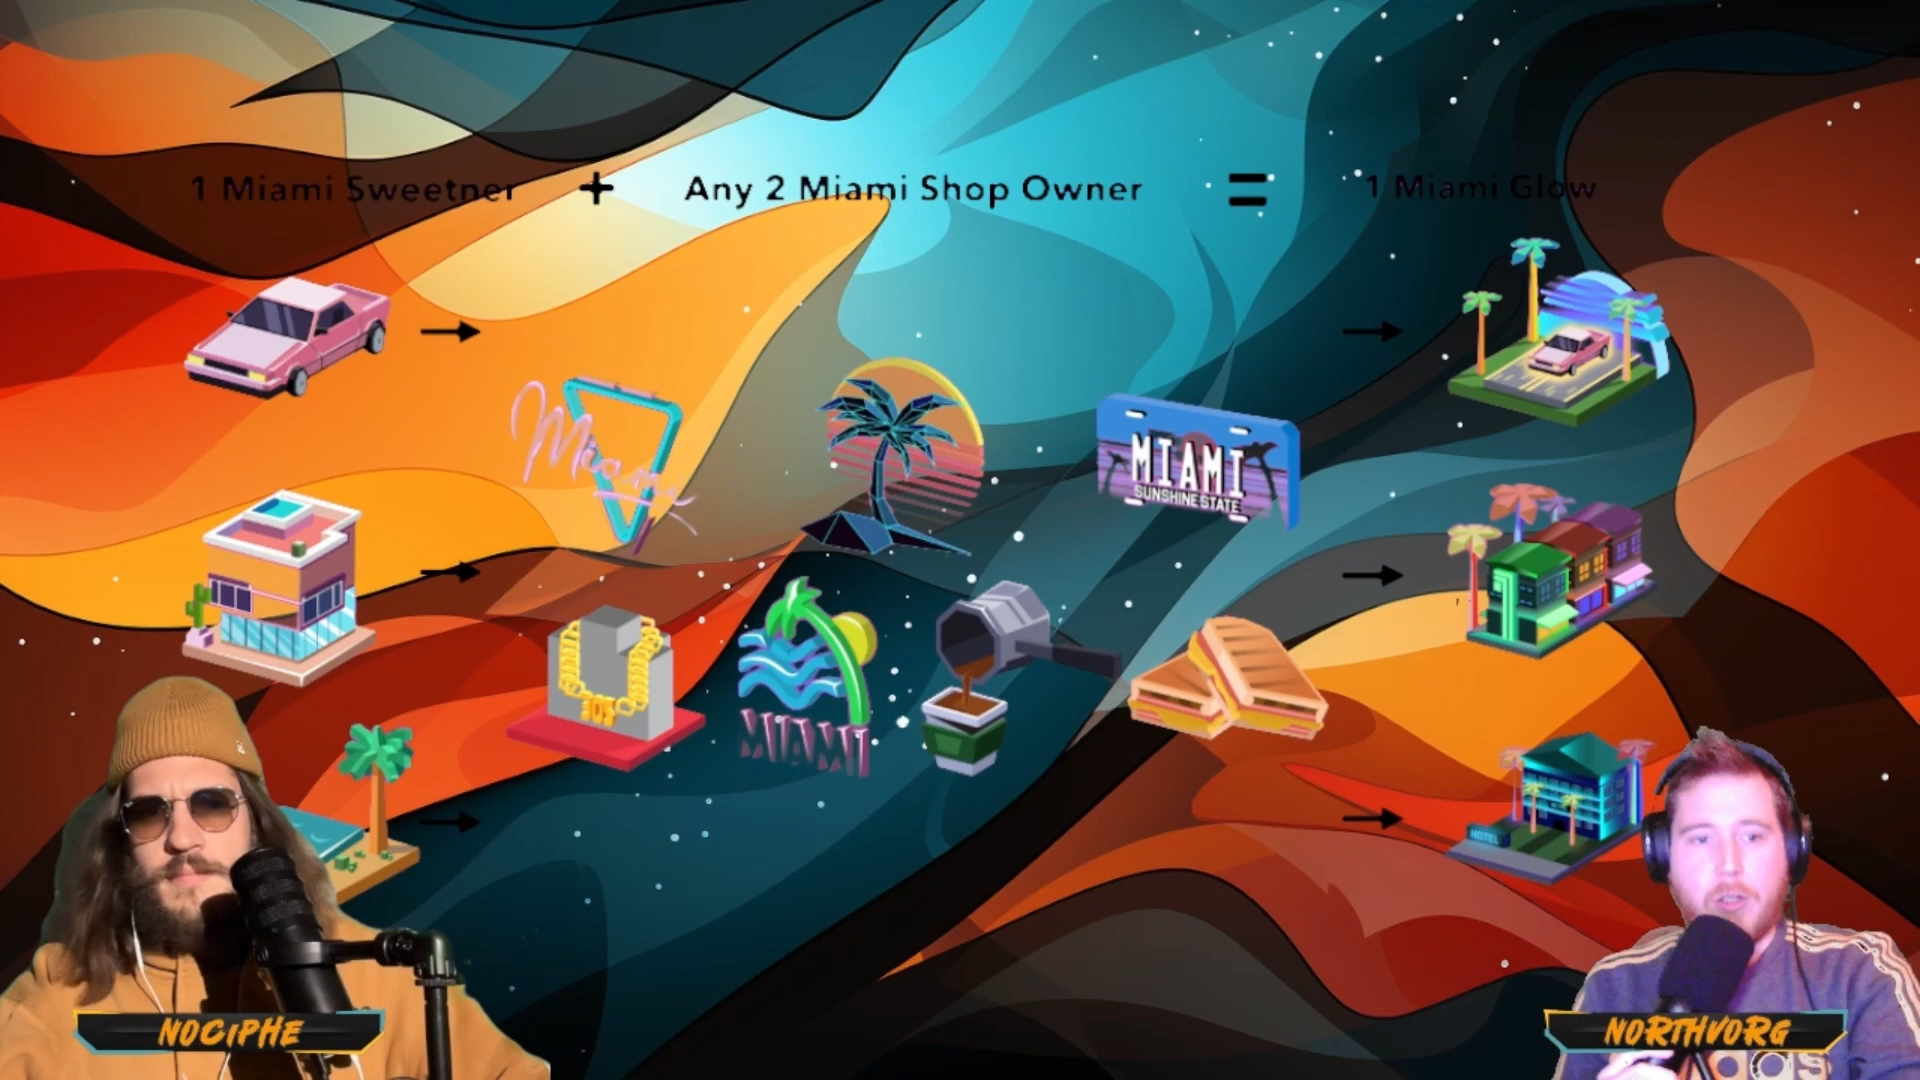 1 Miami Sweetner + Any 2 Miami Shop Owner = 1 Miami Glow
Miami
MIAMI
SUNSHINE STATE
305
MIAMI
HOTEL
NOCiPHE
NORTHVORG